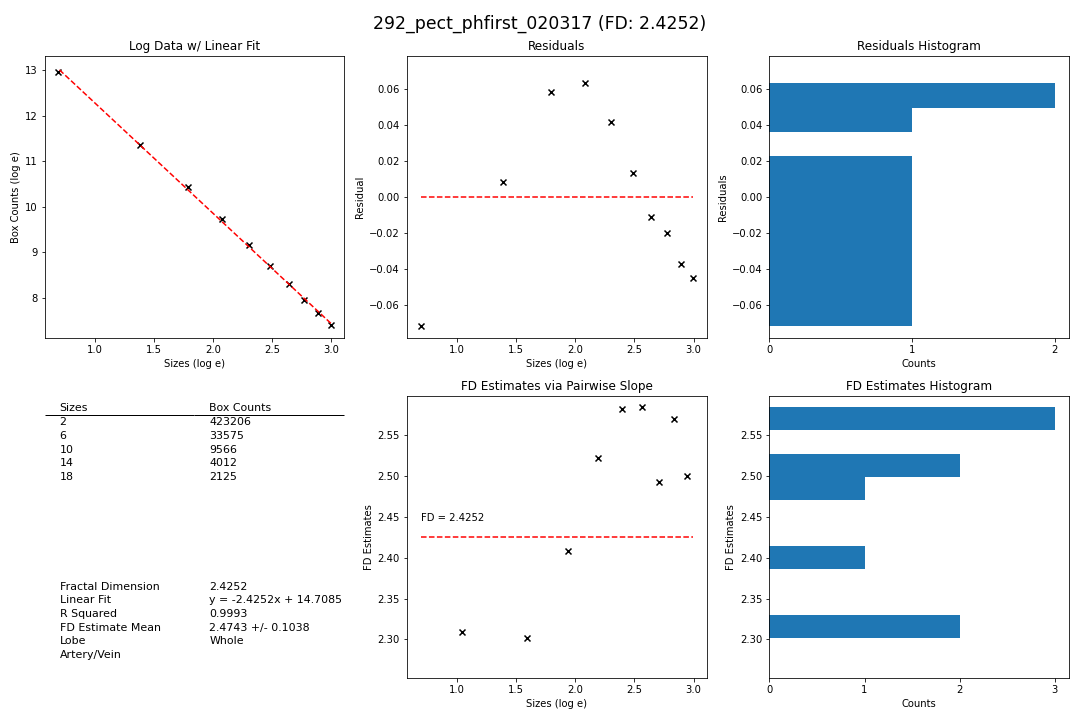 292_pect_phfirst_020317 (FD: 2.4252)
Log Data w/ Linear Fit
Box Counts (log e)
13
12
11
10
9
8
1.0 1.5 2.0 2.5 3.0
Sizes (log e)
Residuals
Residual
0.06
0.04
0.02
0.00
−0.02
−0.04
−0.06
1.0 1.5 2.0 2.5 3.0
Sizes (log e)
Residuals Histogram
Residuals
0.06
0.04
0.02
0.00
−0.02
−0.04
−0.06
0 1 2
Counts
Sizes Box Counts
2 423206
6 33575
10 9566
14 4012
18 2125
Fractal Dimension 2.4252
Linear Fit y = -2.4252x + 14.7085
R Squared 0.9993
FD Estimate Mean 2.4743 +/- 0.1038
Lobe Whole
Artery/Vein
FD Estimates via Pairwise Slope
FD Estimates
2.55
2.50
2.45
2.40
2.35
2.30
FD = 2.4252
1.0 1.5 2.0 2.5 3.0
Sizes (log e)
FD Estimates Histogram
FD Estimates
2.55
2.50
2.45
2.40
2.35
2.30
0 1 2 3
Counts